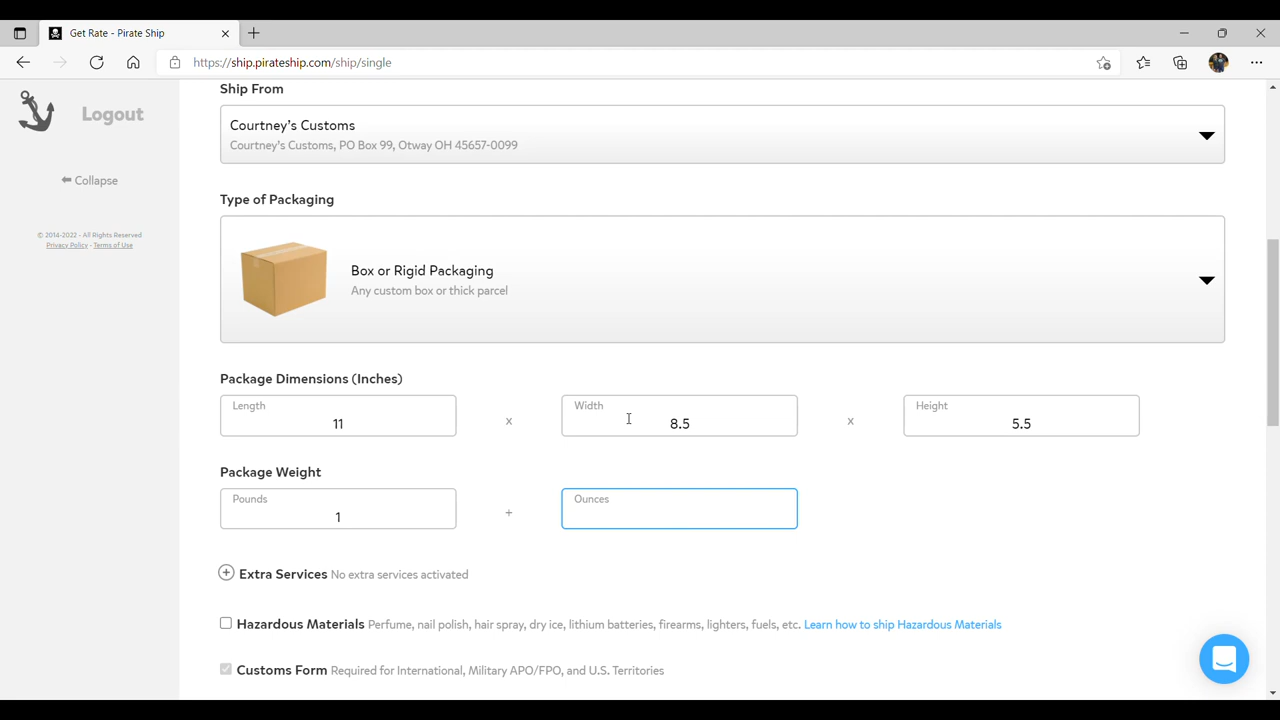 Get Rate - Pirate Ship
https://ship.pirateship.com/ship/single
Logout
Collapse
© 2014-2022 - All Rights Reserved
Privacy Policy - Terms of Use
Ship From
Courtney's Customs
Courtney's Customs, PO Box 99, Otway OH 45657-0099
Type of Packaging
Box or Rigid Packaging
Any custom box or thick parcel
Package Dimensions (Inches)
Length
11
x
Width
8.5
x
Height
5.5
Package Weight
Pounds
1
+
Ounces
Extra Services No extra services activated
Hazardous Materials Perfume, nail polish, hair spray, dry ice, lithium batteries, firearms, lighters, fuels, etc. Learn how to ship Hazardous Materials
Customs Form Required for International, Military APO/FPO, and U.S. Territories